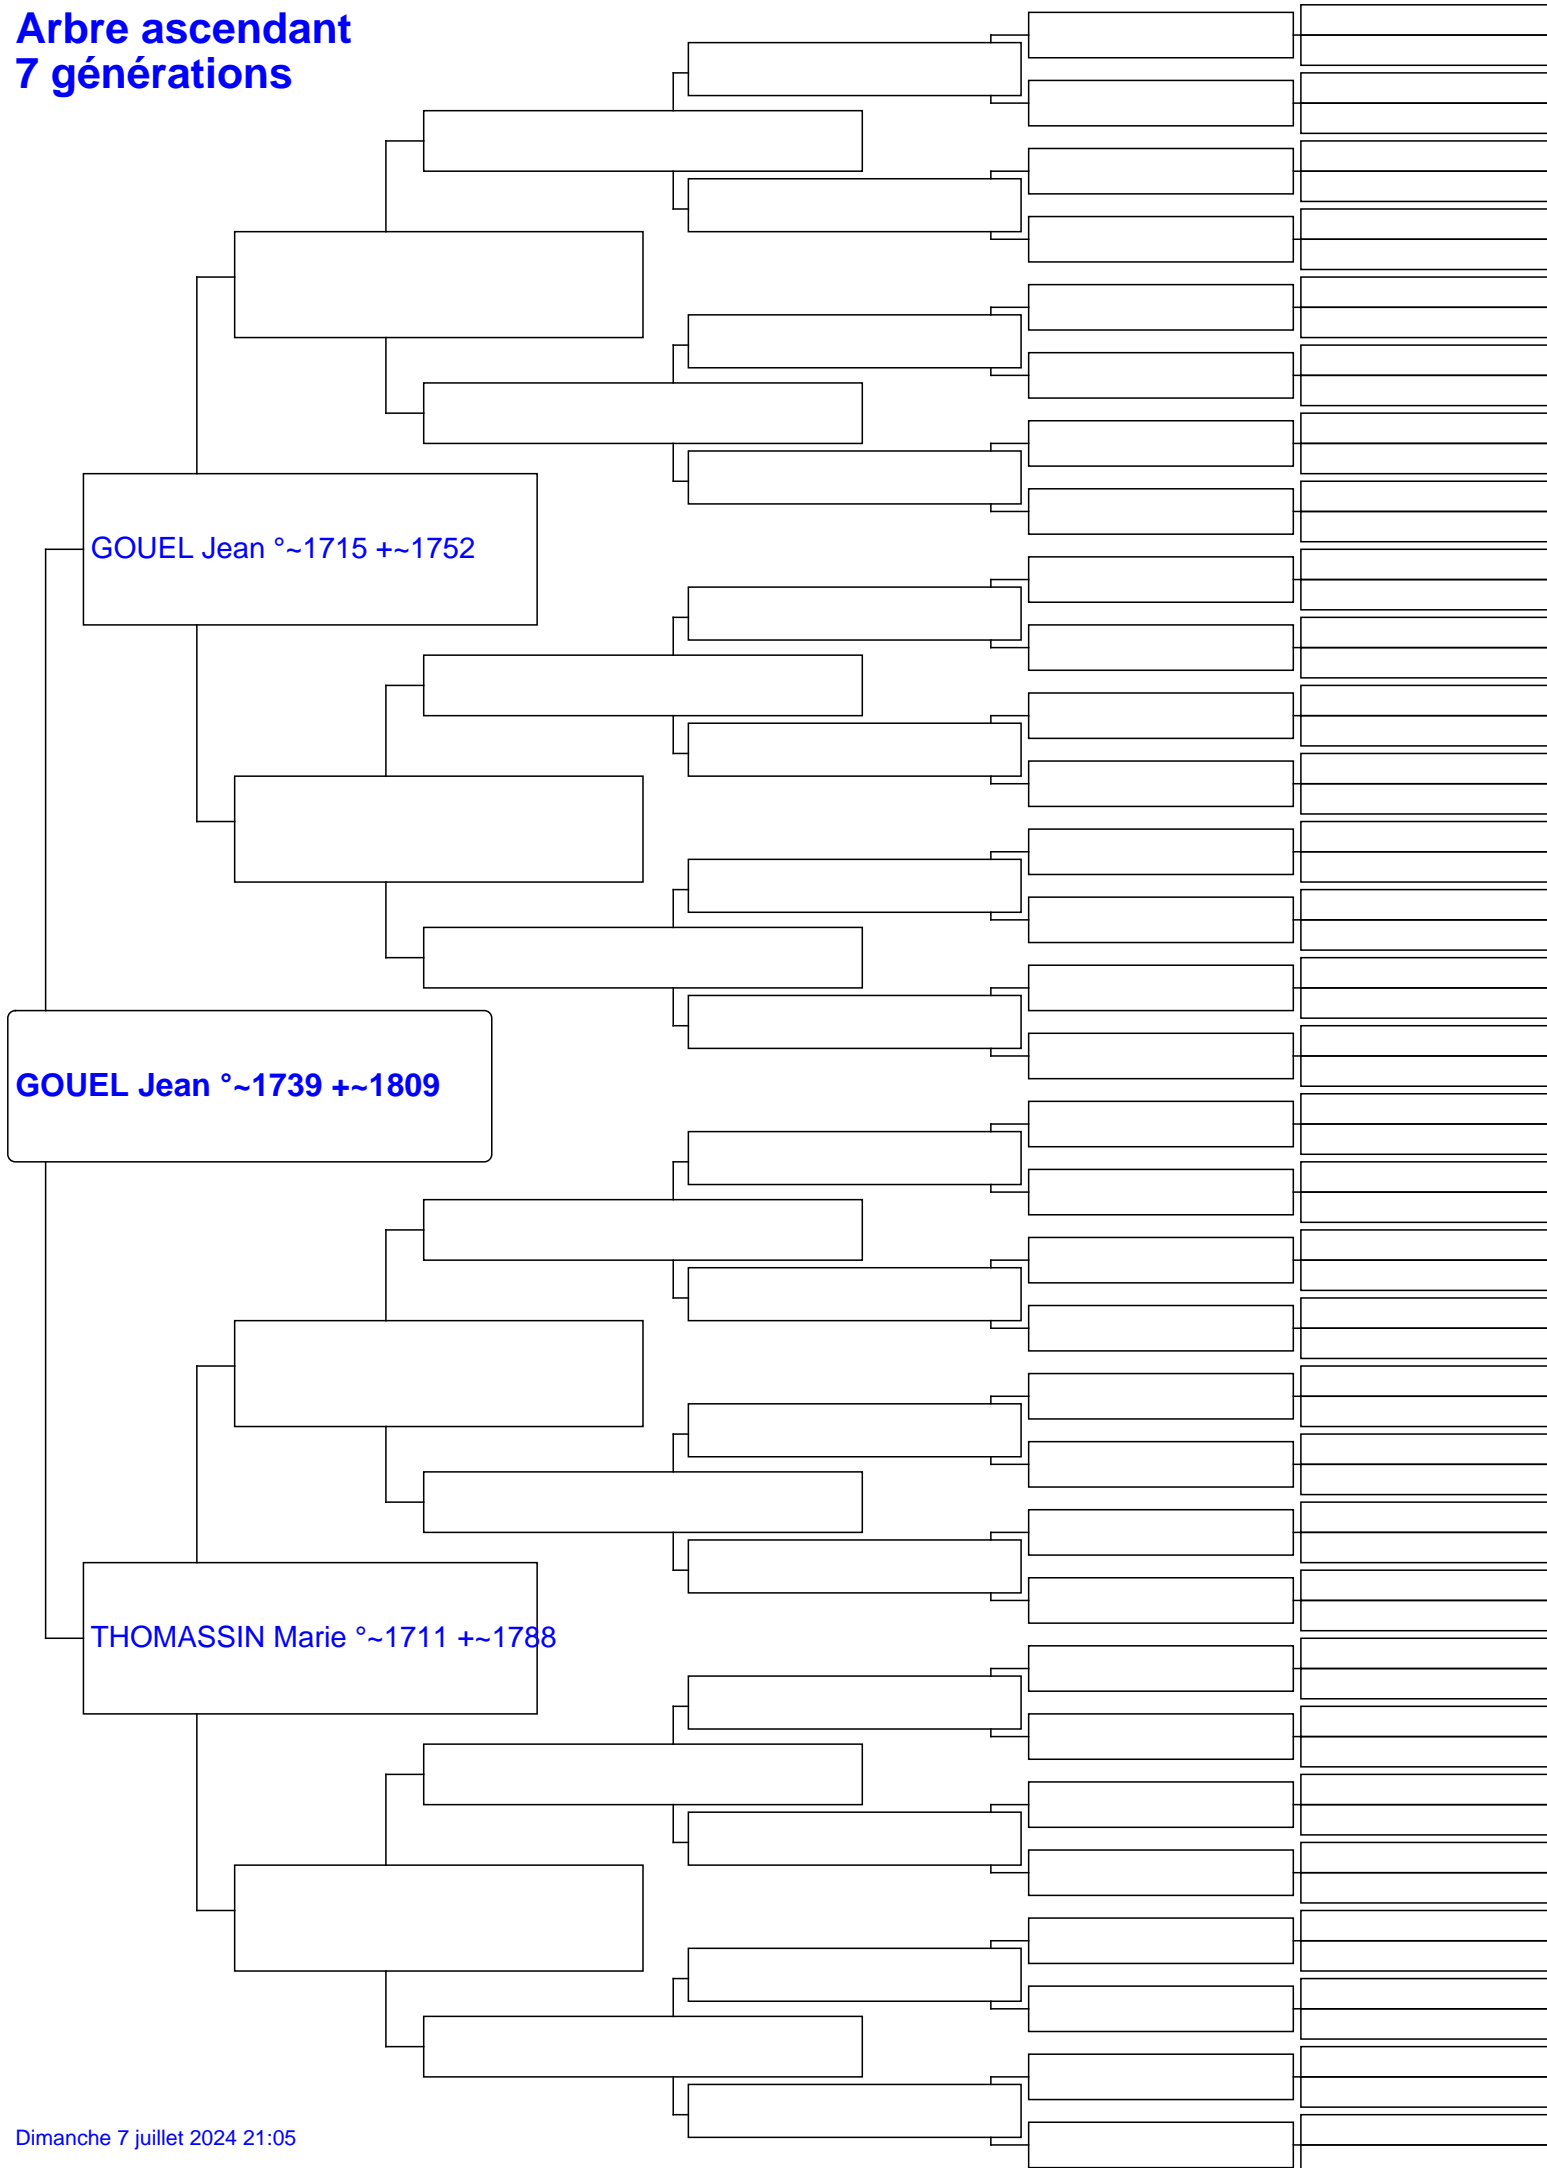 Arbre ascendant
7 générations
GOUEL Jean °~1715 +~1752
GOUEL Jean °~1739 +~1809
THOMASSIN Marie °~1711 +~1788
Dimanche 7 juillet 2024 21:05